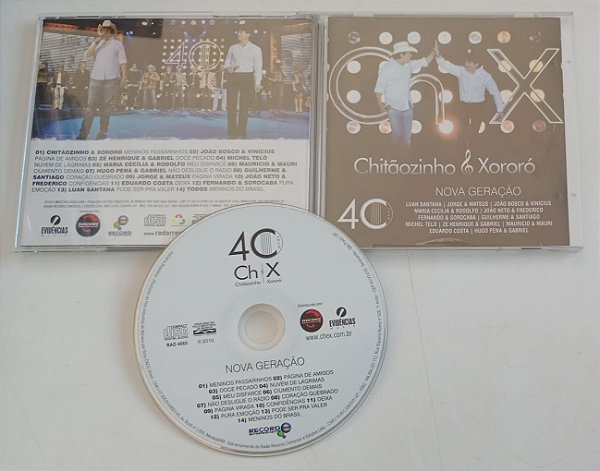 40
01) CHITÃOZINHO & XORORÓ MENINOS PASSARINHOS 02) JOÃO BOSCO & VINICIUS
PÁGINA DE AMIGOS 03) ZÉ HENRIQUE & GABRIEL DOCE PECADO 04) MICHEL TELÓ
NUVEM DE LÁGRIMAS 05) MARIA CECÍLIA & RODOLFO MEU DISFARCE 06) MAURICIO & MAURI
CIUMENTO DEMAIS 07) HUGO PENA & GABRIEL NÃO DESLIGUE O RÁDIO 08) GUILHERME &
SANTIAGO CORAÇÃO QUEBRADO 09) JORGE & MATEUS PÁGINA VIRADA 10) JOÃO NETO &
FREDERICO CONFIDÊNCIAS 11) EDUARDO COSTA DEIXA 12) FERNANDO & SOROCABA PURA
EMOÇÃO 13) LUAN SANTANA PODE SER PRA VALER 14) TODOS MENINOS DO BRASIL
EVIDÊNCIAS
RECORD
Ch X
Chitãozinho & Xororó
NOVA GERAÇÃO
40
LUAN SANTANA | JORGE & MATEUS | JOÃO BOSCO & VINICIUS
MARIA CECÍLIA & RODOLFO | JOÃO NETO & FREDERICO
FERNANDO & SOROCABA | GUILHERME & SANTIAGO
MICHEL TELÓ | ZÉ HENRIQUE & GABRIEL | MAURICIO & MAURI
EDUARDO COSTA | HUGO PENA & GABRIEL
40
Ch X
Chitãozinho Xororó
COMPACT
disc
DIGITAL AUDIO
RAD 4085
℗ 2010
distribuído por
EVIDÊNCIAS
www.chex.com.br
NOVA GERAÇÃO
01) MENINOS PASSARINHOS 02) PÁGINA DE AMIGOS
03) DOCE PECADO 04) NUVEM DE LÁGRIMAS
05) MEU DISFARCE 06) CIUMENTO DEMAIS
07) NÃO DESLIGUE O RÁDIO 08) CORAÇÃO QUEBRADO
09) PÁGINA VIRADA 10) CONFIDÊNCIAS 11) DEIXA
12) PURA EMOÇÃO 13) PODE SER PRA VALER
14) MENINOS DO BRASIL
RECORD